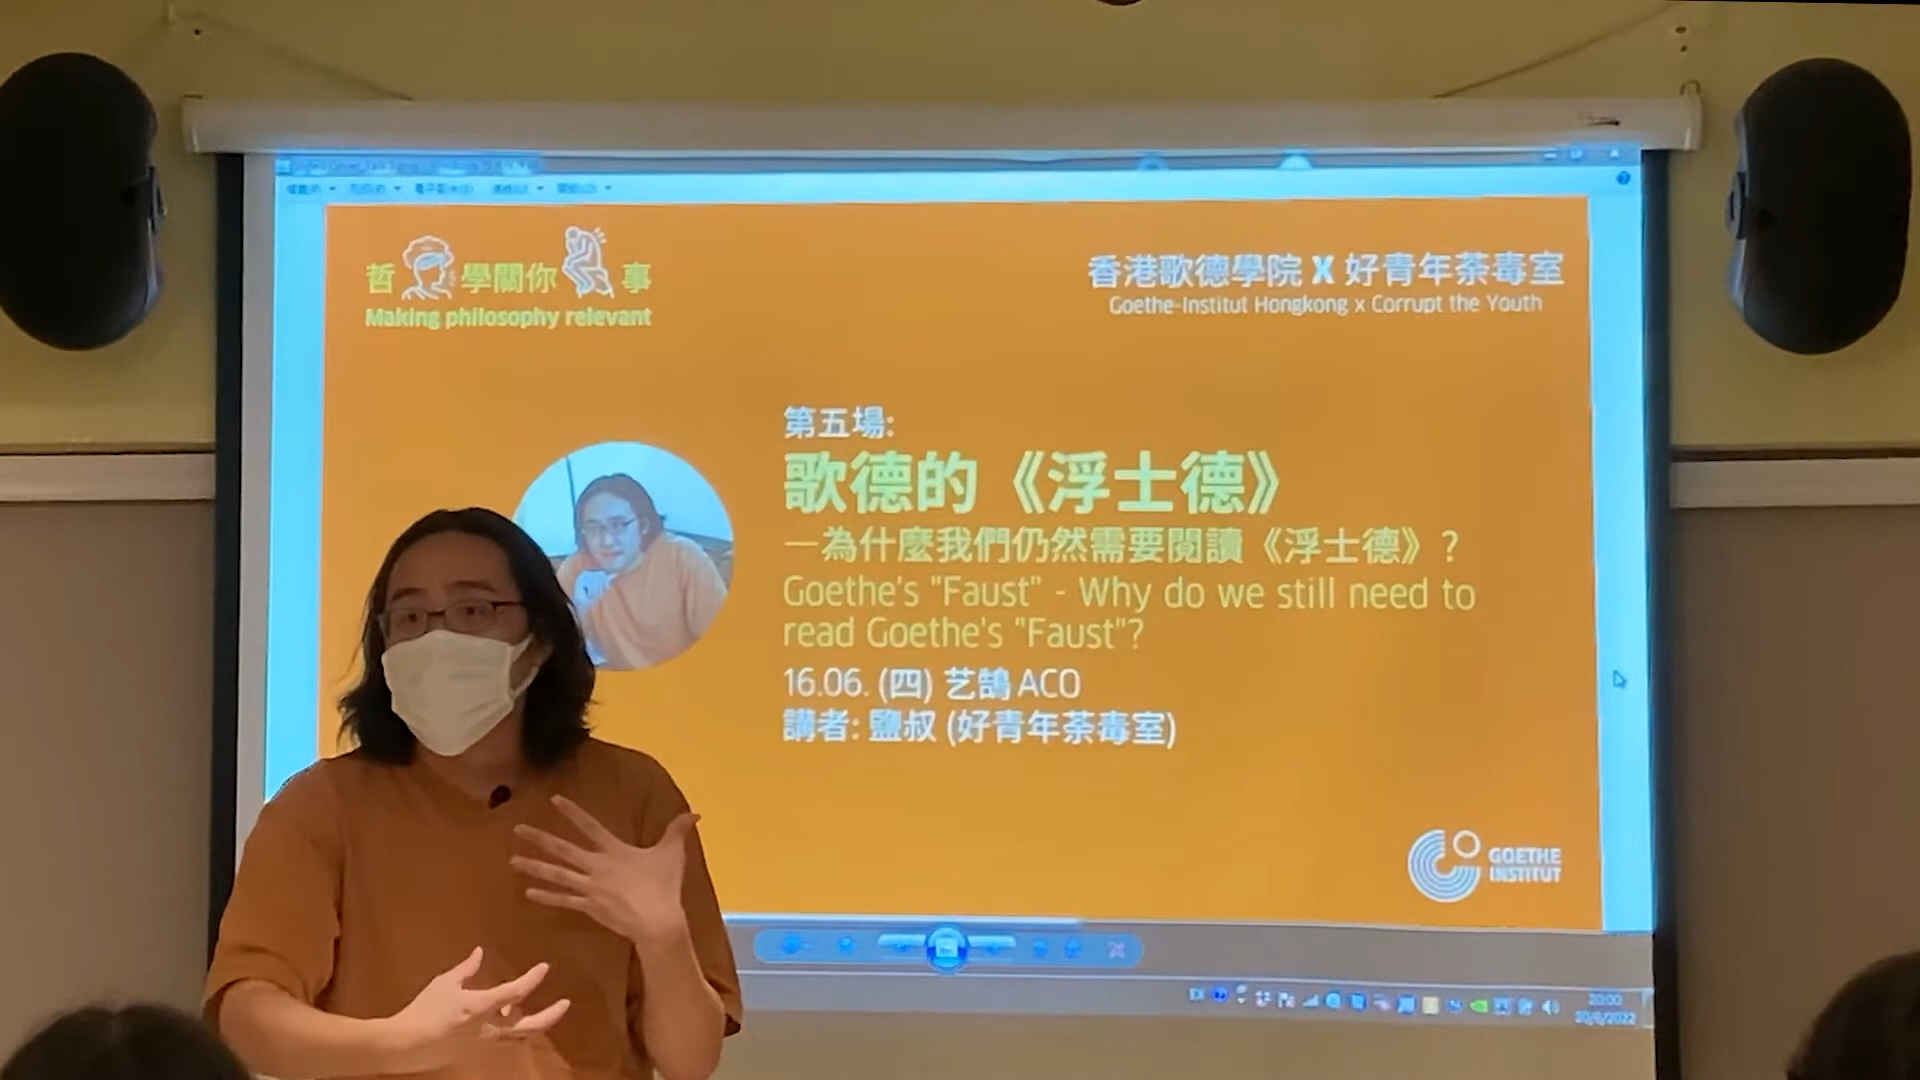 哲學關你事
Making philosophy relevant
香港歌德學院 X 好青年荼毒室
Goethe-Institut Hongkong x Corrupt the Youth
第五場:
歌德的《浮士德》
—為什麼我們仍然需要閱讀《浮士德》?
Goethe's "Faust" - Why do we still need to
read Goethe's "Faust"?
16.06. (四) 艺鵠 ACO
講者: 鹽叔 (好青年荼毒室)
GOETHE
INSTITUT
20:00